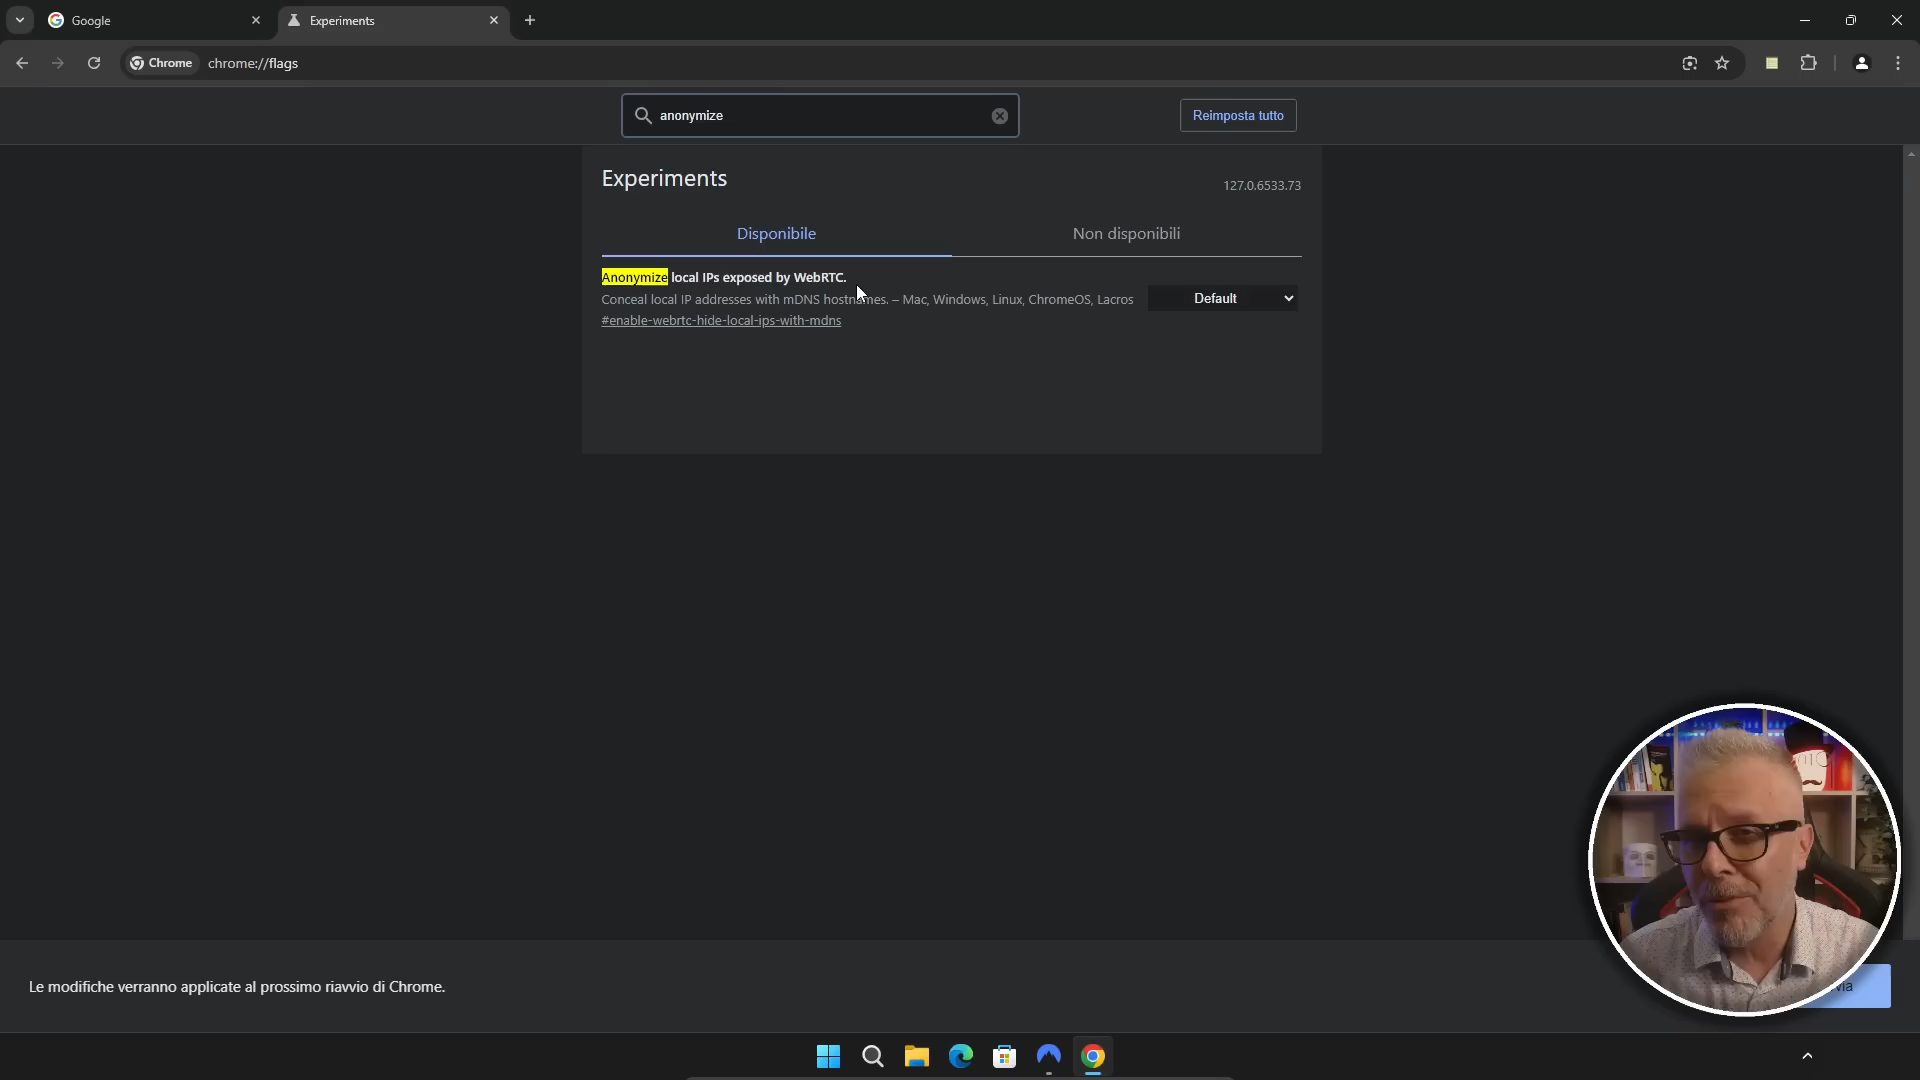 Google
Experiments
Chrome
chrome://flags
anonymize
Reimposta tutto
Experiments
127.0.6533.73
Disponibile
Non disponibili
Anonymize local IPs exposed by WebRTC.
Conceal local IP addresses with mDNS hostnames. – Mac, Windows, Linux, ChromeOS, Lacros
Default
#enable-webrtc-hide-local-ips-with-mdns
Le modifiche verranno applicate al prossimo riavvio di Chrome.